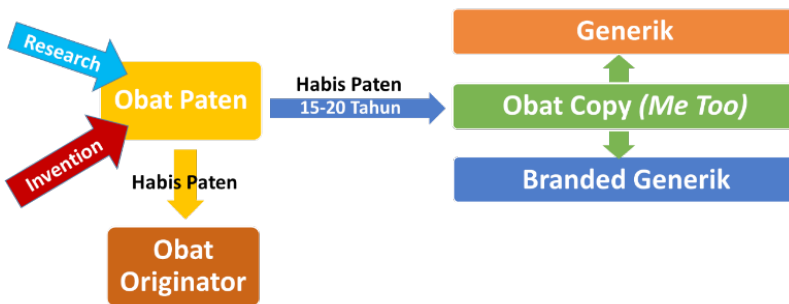 Research
Invention
Obat Paten
Habis Paten
Obat
Originator
Habis Paten
15-20 Tahun
Generik
Obat Copy (Me Too)
Branded Generik